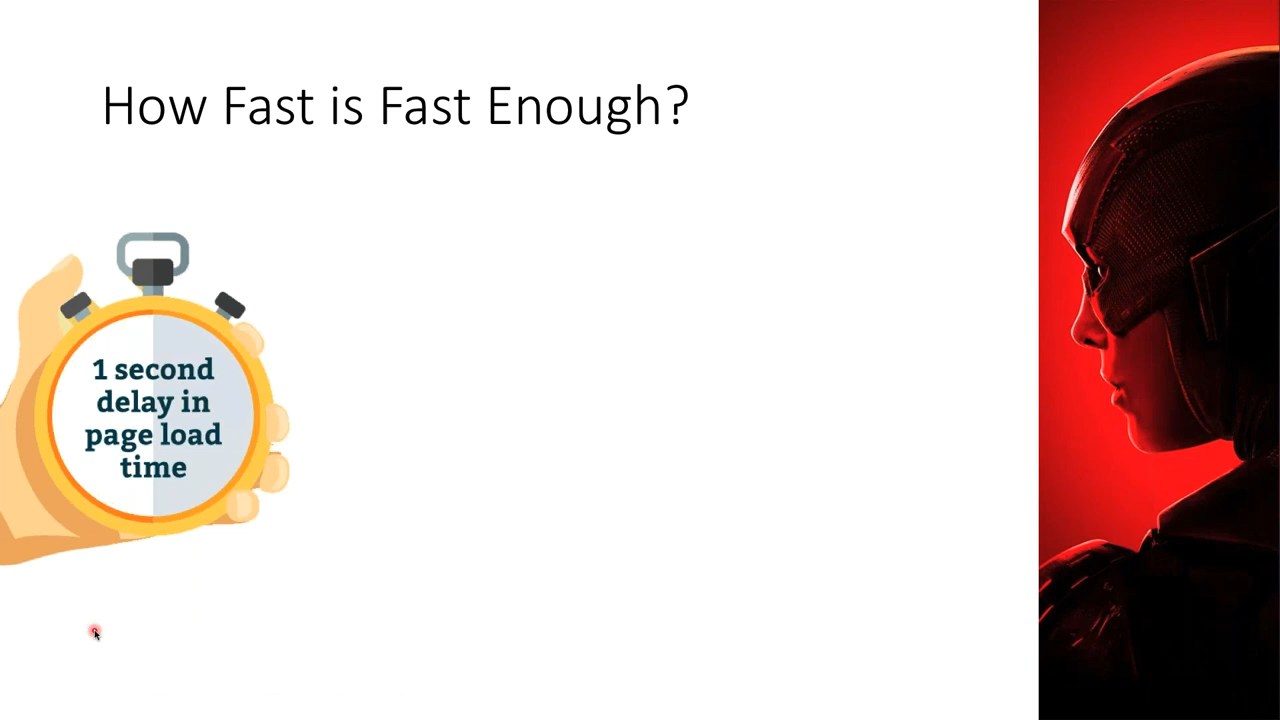 How Fast is Fast Enough?
1 second
delay in
page load
time